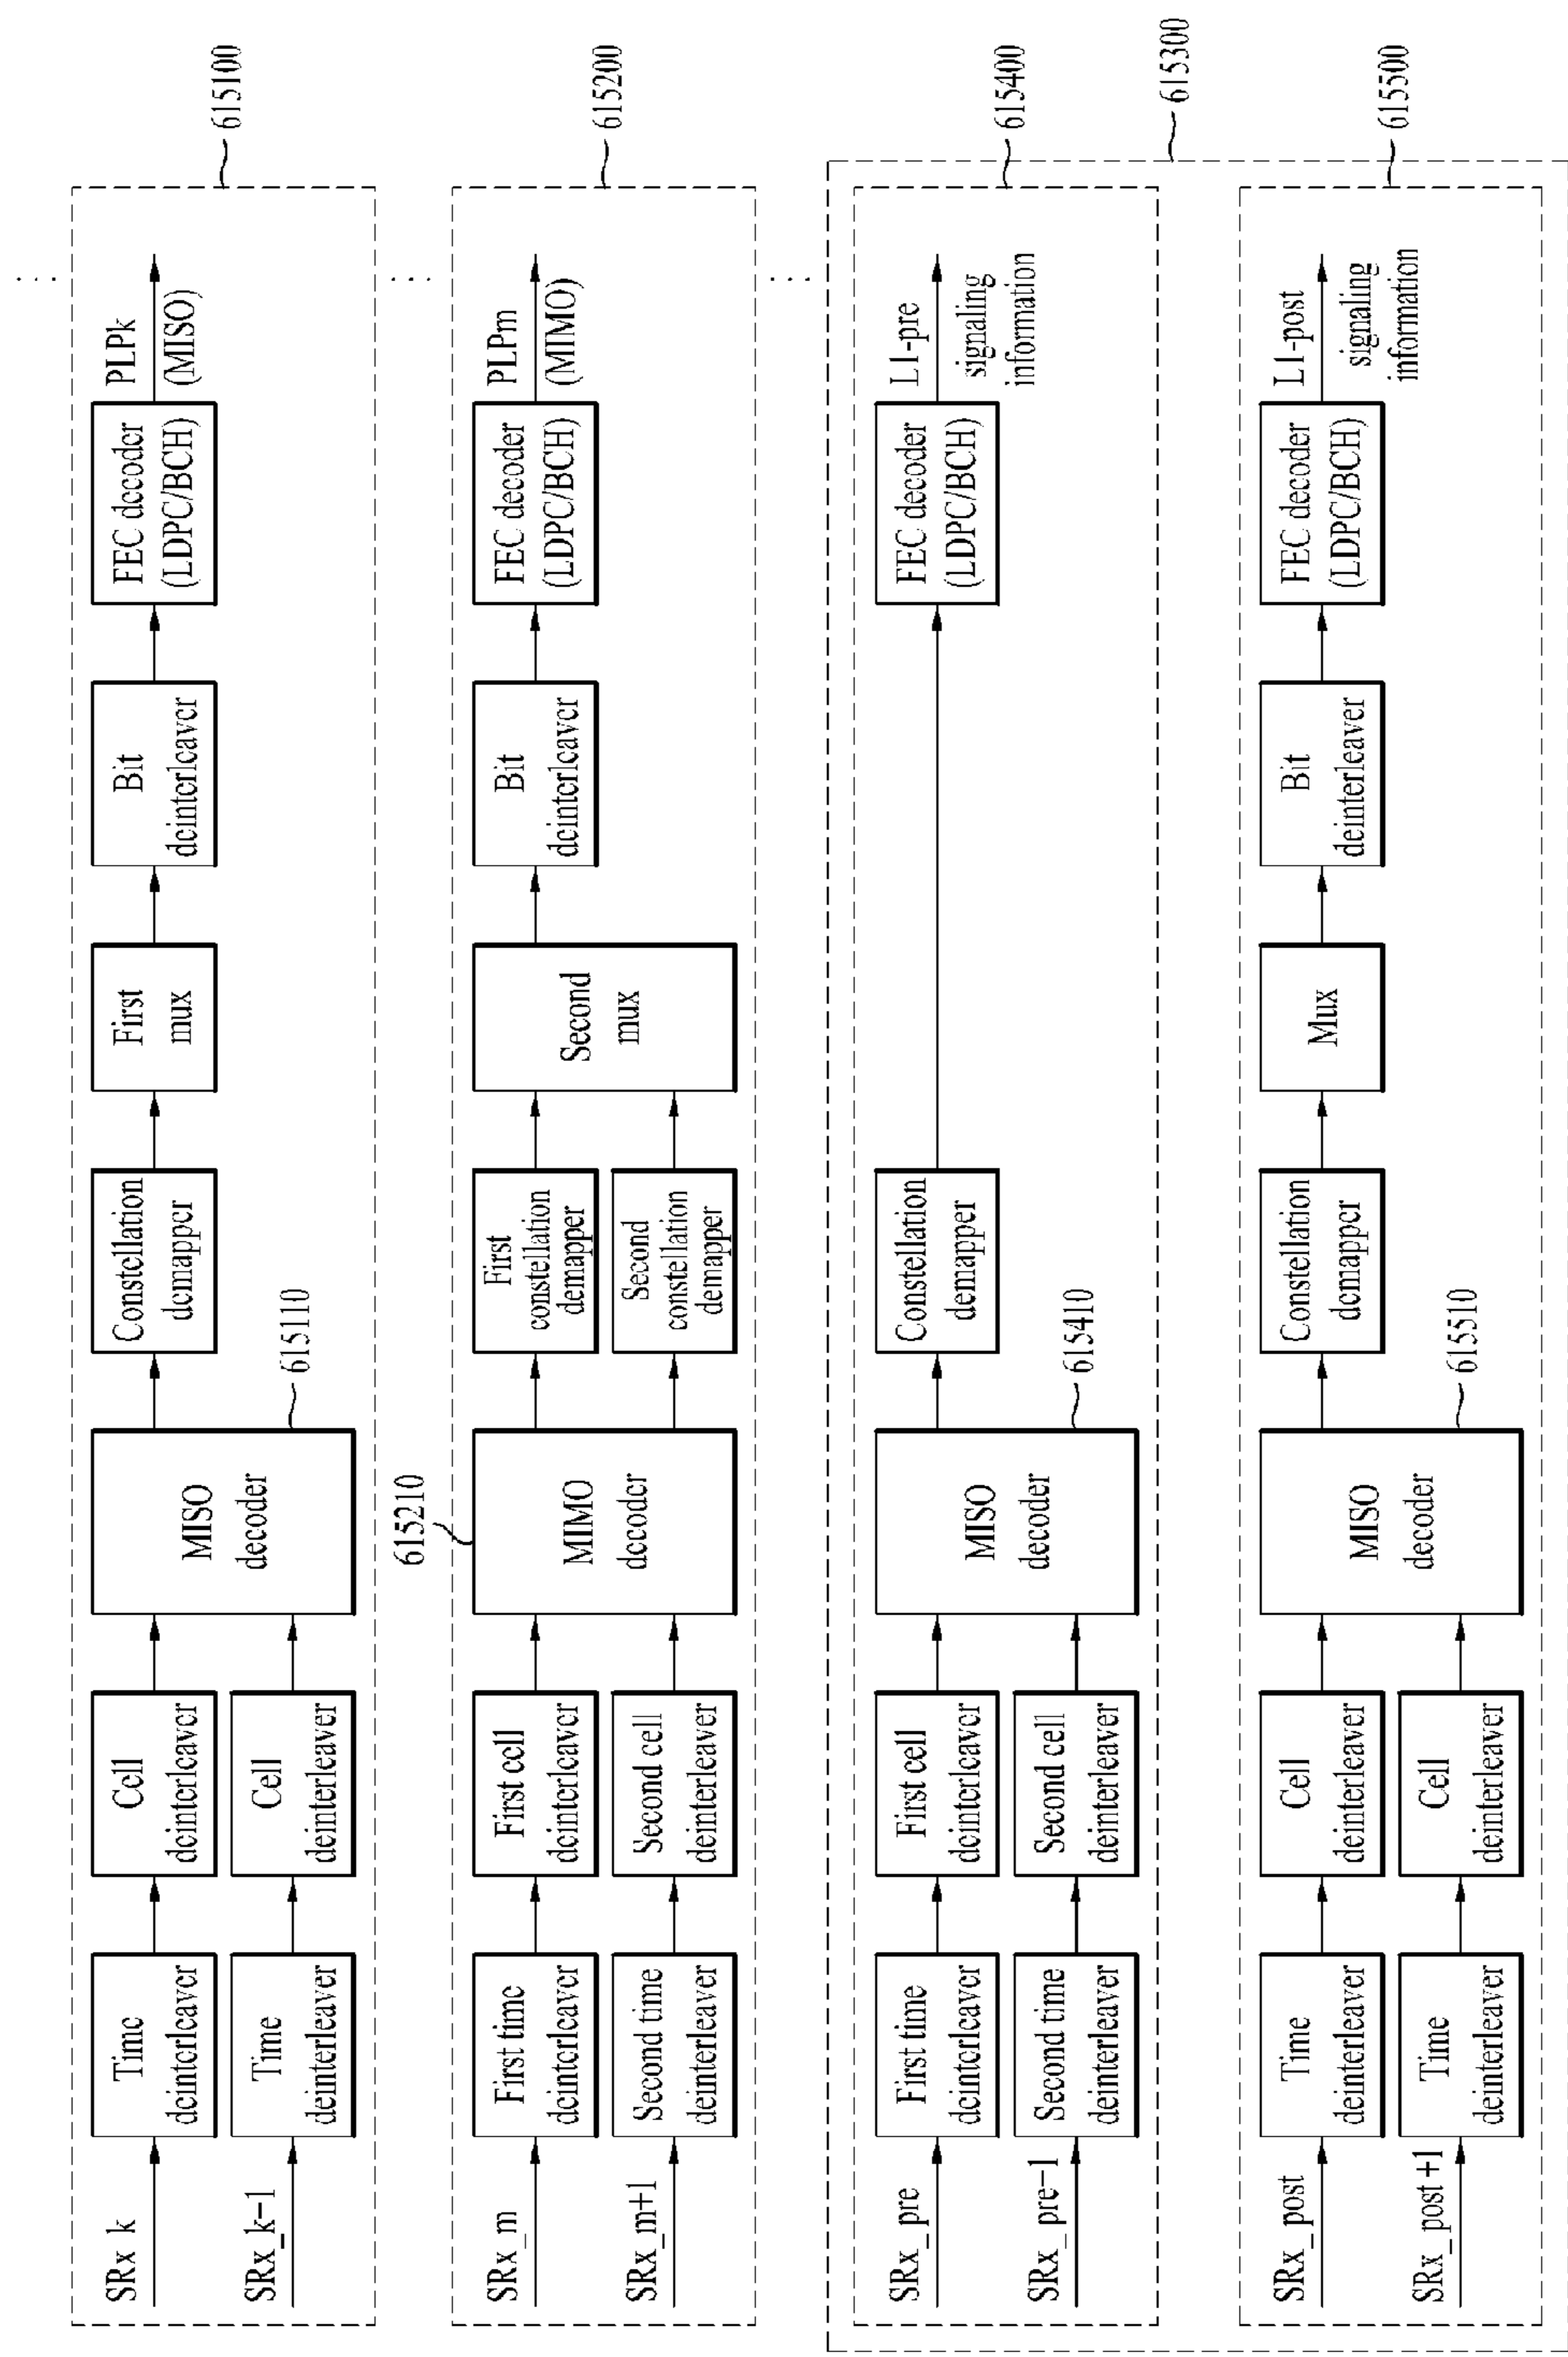 615100
SRx_k
Time
deinterleaver
Cell
deinterleaver
MISO
decoder
Constellation
demapper
First
mux
Bit
deinterleaver
FEC decoder
(LDPC/BCH)
PLPk
(MISO)
SRx_k-1
Time
deinterleaver
Cell
deinterleaver
615110
...
615200
615210
SRx_m
First time
deinterleaver
First cell
deinterleaver
MIMO
decoder
First
constellation
demapper
Second
mux
Bit
deinterleaver
FEC decoder
(LDPC/BCH)
PLPm
(MIMO)
SRx_m+1
Second time
deinterleaver
Second cell
deinterleaver
Second
constellation
demapper
...
615300
615400
SRx_pre
First time
deinterleaver
First cell
deinterleaver
MISO
decoder
Constellation
demapper
FEC decoder
(LDPC/BCH)
L1-pre
signaling
information
SRx_pre-1
Second time
deinterleaver
Second cell
deinterleaver
615410
...
615500
SRx_post
Time
deinterleaver
Cell
deinterleaver
MISO
decoder
Constellation
demapper
Mux
Bit
deinterleaver
FEC decoder
(LDPC/BCH)
L1-post
signaling
information
SRx_post +1
Time
deinterleaver
Cell
deinterleaver
615510